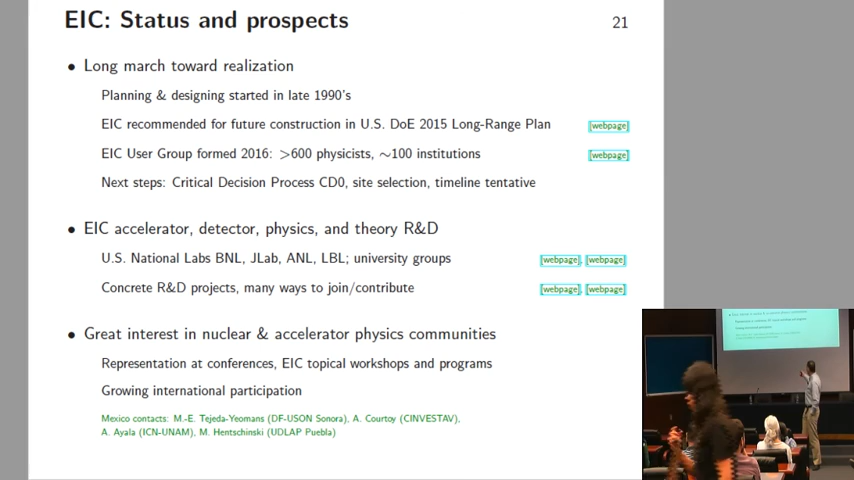 EIC: Status and prospects
21
• Long march toward realization
Planning & designing started in late 1990's
EIC recommended for future construction in U.S. DoE 2015 Long-Range Plan [webpage]
EIC User Group formed 2016: >600 physicists, ~100 institutions [webpage]
Next steps: Critical Decision Process CD0, site selection, timeline tentative
• EIC accelerator, detector, physics, and theory R&D
U.S. National Labs BNL, JLab, ANL, LBL; university groups [webpage], [webpage]
Concrete R&D projects, many ways to join/contribute [webpage], [webpage]
• Great interest in nuclear & accelerator physics communities
Representation at conferences, EIC topical workshops and programs
Growing international participation
Mexico contacts: M.-E. Tejeda-Yeomans (DF-USON Sonora), A. Courtoy (CINVESTAV),
A. Ayala (ICN-UNAM), M. Hentschinski (UDLAP Puebla)